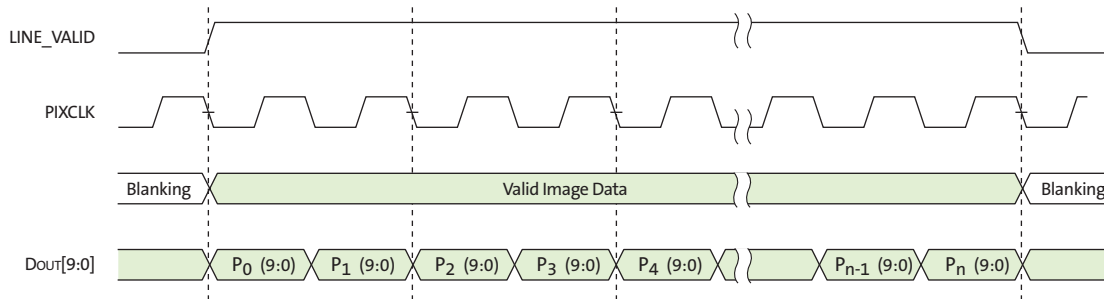 LINE_VALID
PIXCLK
Blanking Valid Image Data Blanking
DOUT[9:0] P0 (9:0) P1 (9:0) P2 (9:0) P3 (9:0) P4 (9:0) Pn-1 (9:0) Pn (9:0)